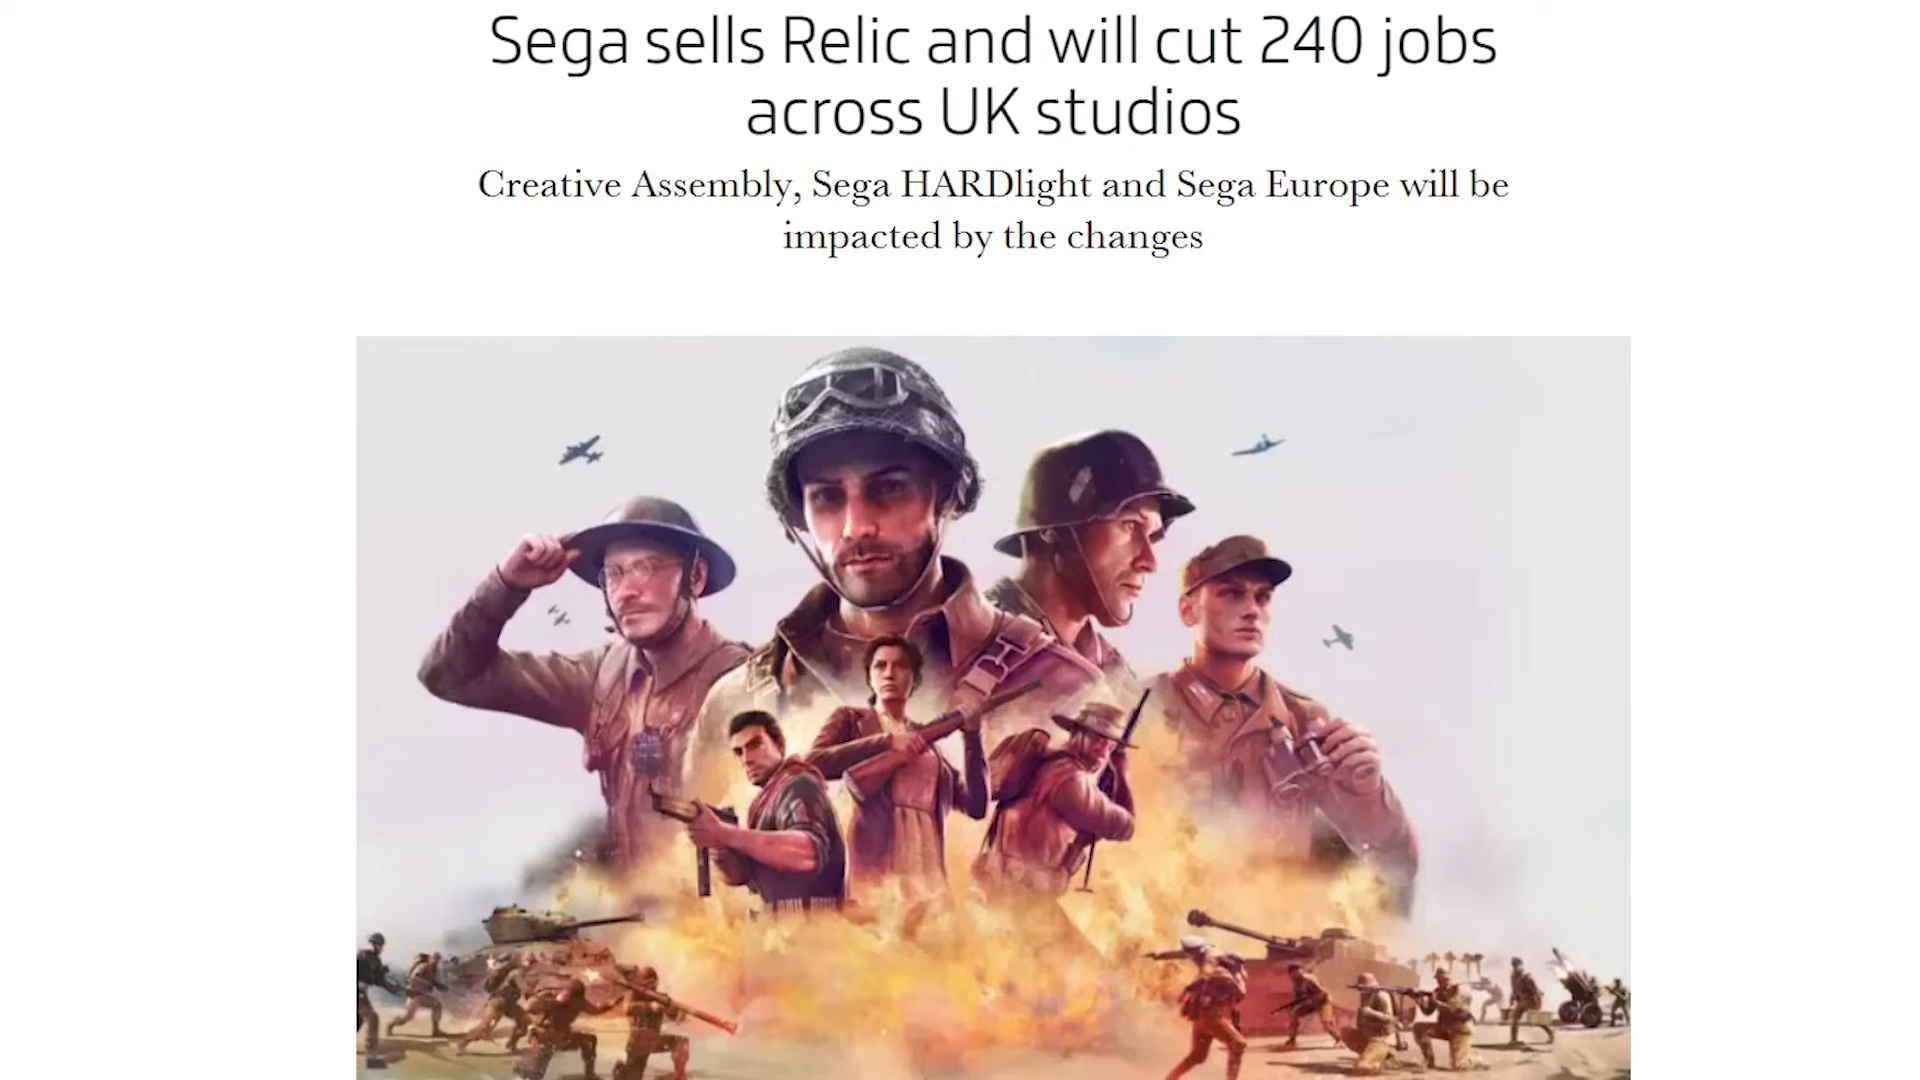 Sega sells Relic and will cut 240 jobs
across UK studios
Creative Assembly, Sega HARDlight and Sega Europe will be
impacted by the changes